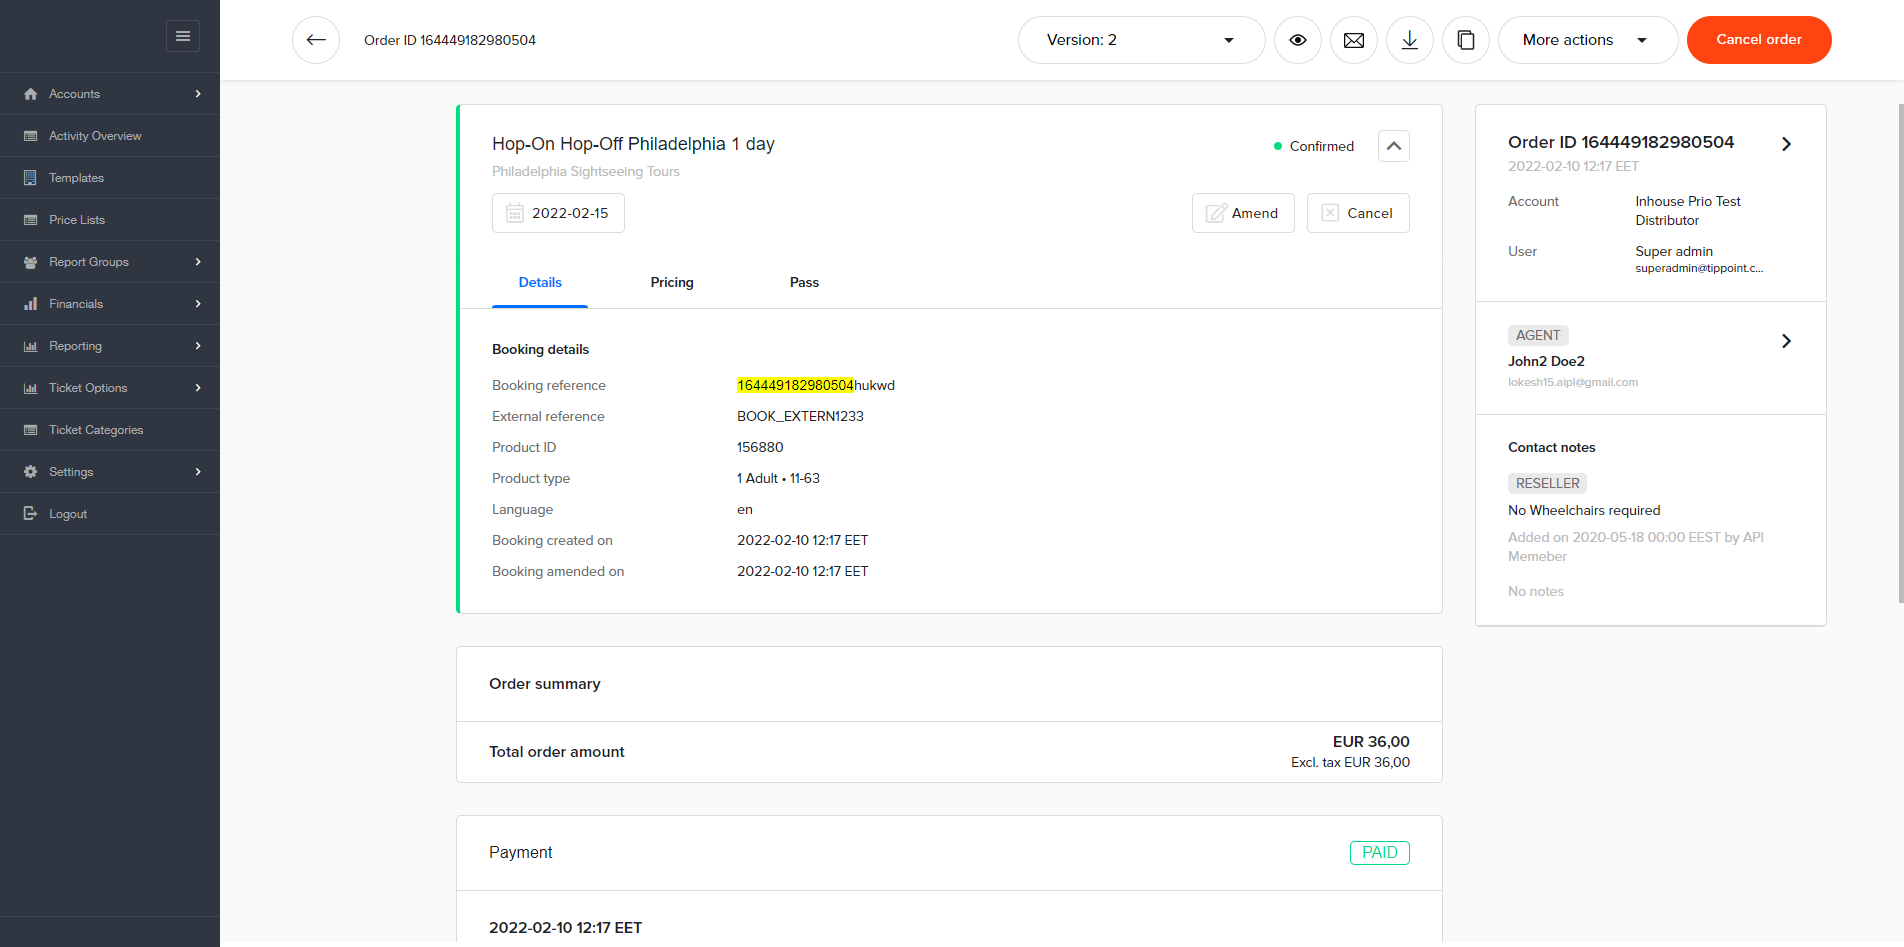 Order ID 164449182980504
Version: 2
More actions
Cancel order
Accounts
Activity Overview
Templates
Price Lists
Report Groups
Financials
Reporting
Ticket Options
Ticket Categories
Settings
Logout
Hop-On Hop-Off Philadelphia 1 day
Confirmed
Philadelphia Sightseeing Tours
2022-02-15
Amend
Cancel
Details
Pricing
Pass
Booking details
Booking reference 164449182980504hukwd
External reference BOOK_EXTERN1233
Product ID 156880
Product type 1 Adult • 11-63
Language en
Booking created on 2022-02-10 12:17 EET
Booking amended on 2022-02-10 12:17 EET
Order summary
Total order amount EUR 36,00
Excl. tax EUR 36,00
Payment PAID
2022-02-10 12:17 EET
Order ID 164449182980504
2022-02-10 12:17 EET
Account Inhouse Prio Test
Distributor
User Super admin
superadmin@tippoint.c...
AGENT
John2 Doe2
lokesh15.aipl@gmail.com
Contact notes
RESELLER
No Wheelchairs required
Added on 2020-05-18 00:00 EEST by API
Memeber
No notes